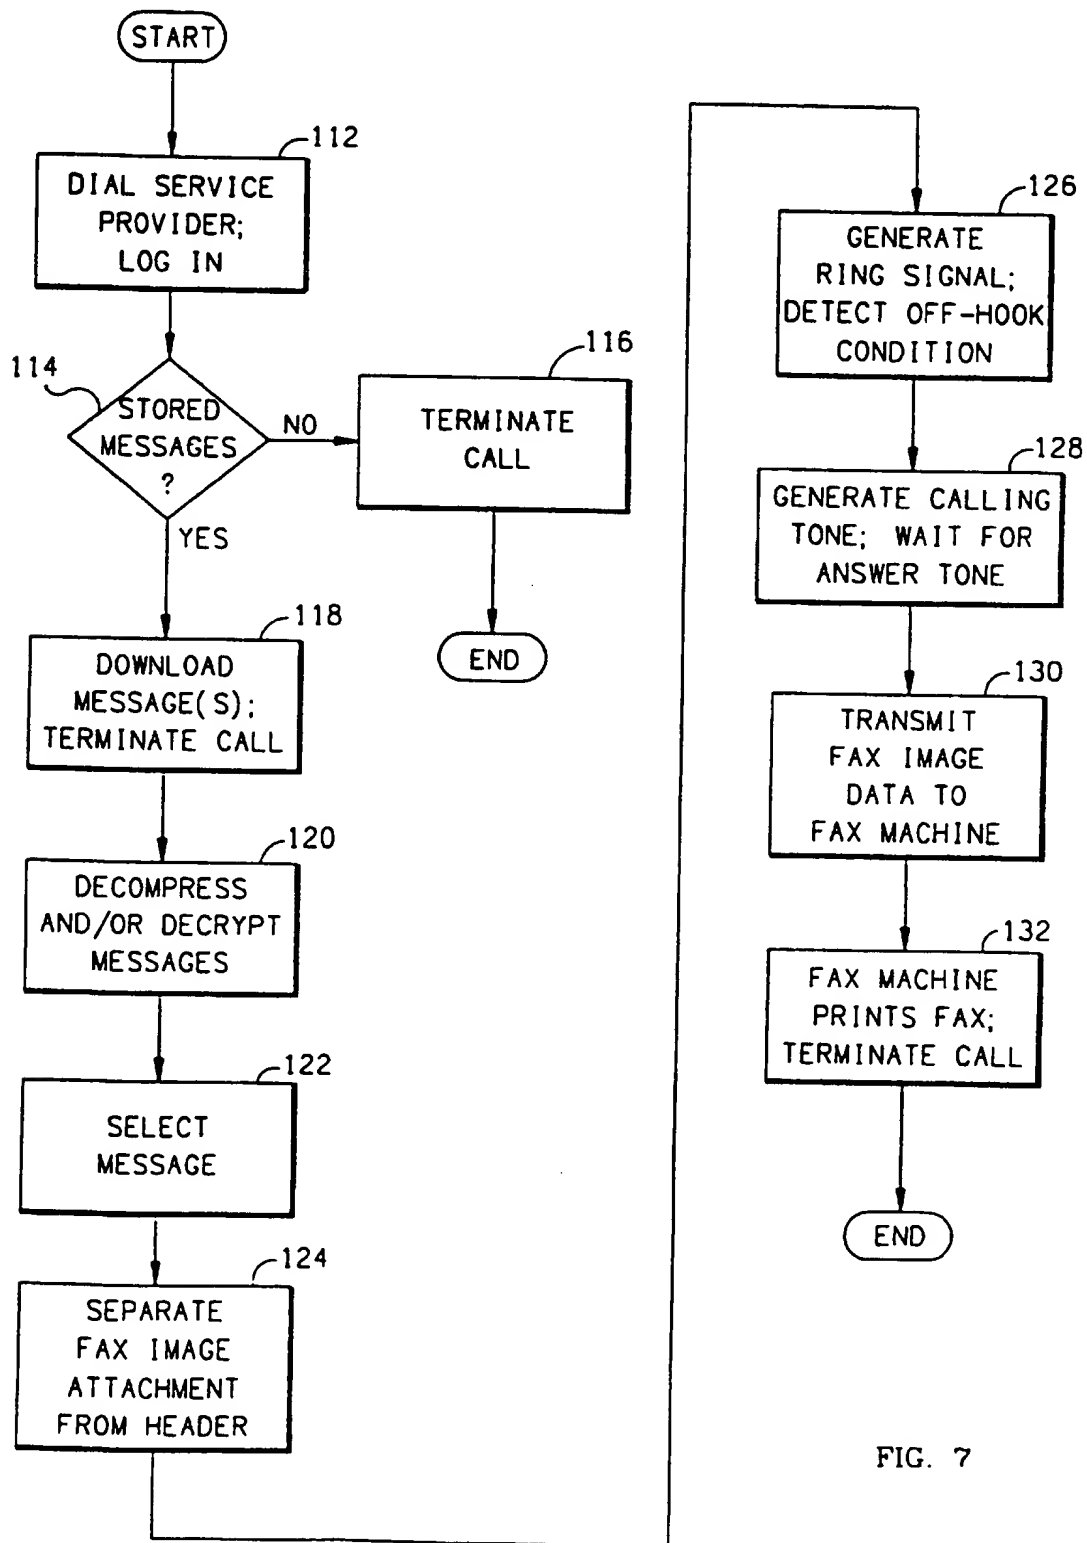 START
112
DIAL SERVICE
PROVIDER;
LOG IN
114
STORED
MESSAGES
?
NO
YES
116
TERMINATE
CALL
END
118
DOWNLOAD
MESSAGE(S);
TERMINATE CALL
120
DECOMPRESS
AND/OR DECRYPT
MESSAGES
122
SELECT
MESSAGE
124
SEPARATE
FAX IMAGE
ATTACHMENT
FROM HEADER
126
GENERATE
RING SIGNAL;
DETECT OFF-HOOK
CONDITION
128
GENERATE CALLING
TONE; WAIT FOR
ANSWER TONE
130
TRANSMIT
FAX IMAGE
DATA TO
FAX MACHINE
132
FAX MACHINE
PRINTS FAX;
TERMINATE CALL
END
FIG. 7